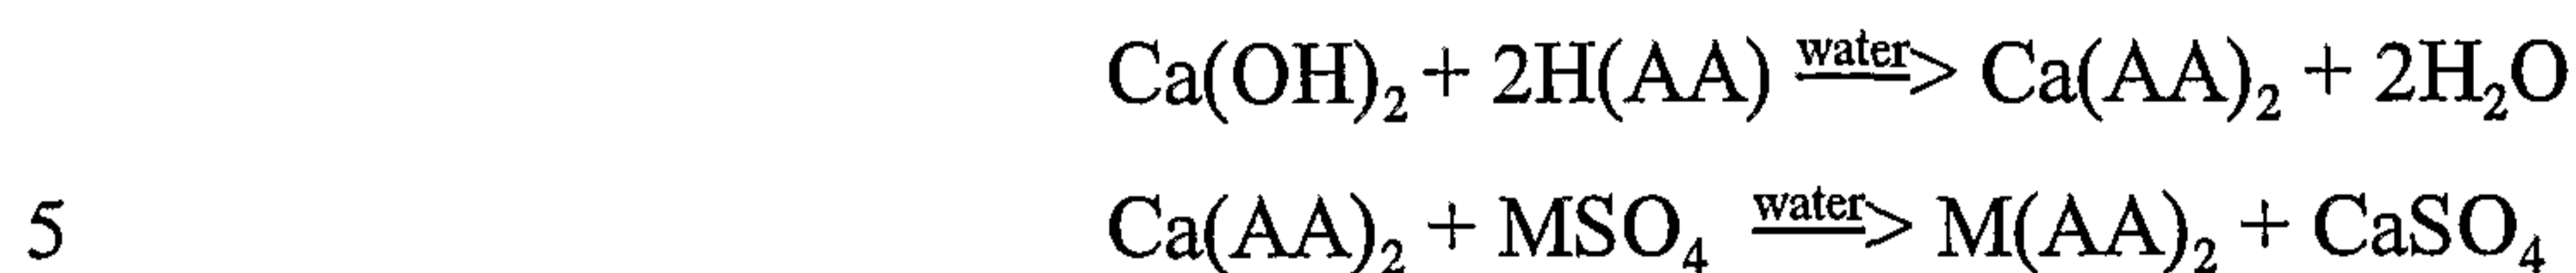 Ca(OH)₂ + 2H(AA) water> Ca(AA)₂ + 2H₂O
5 Ca(AA)₂ + MSO₄ water> M(AA)₂ + CaSO₄